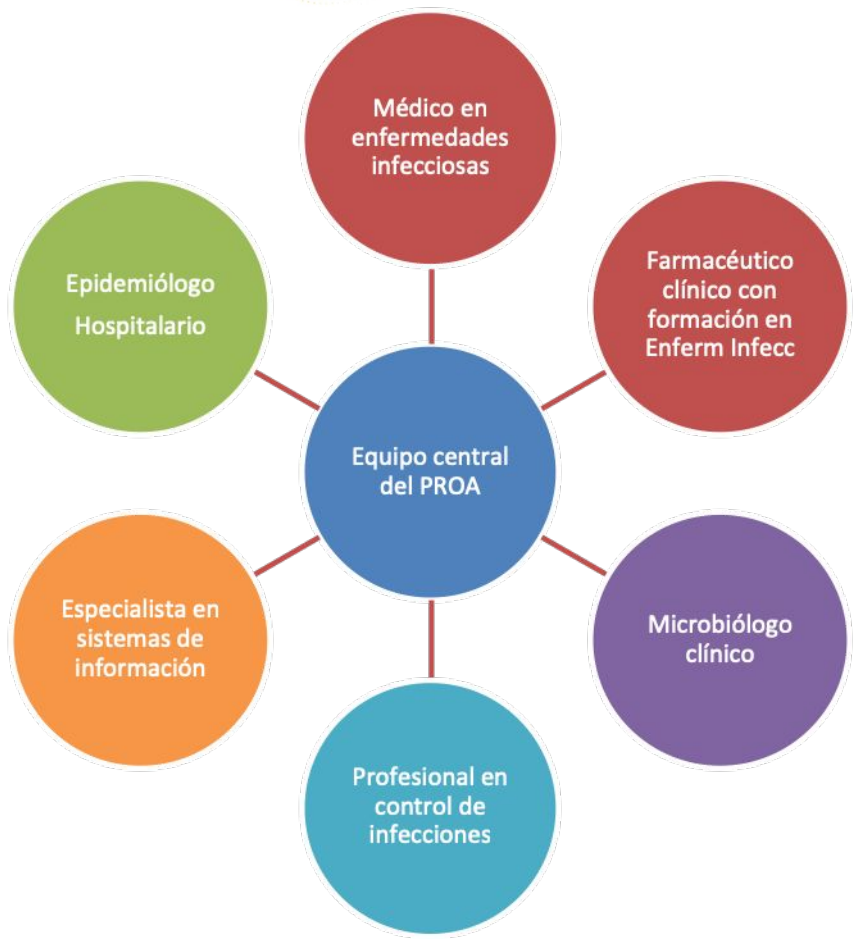 Médico en
enfermedades
infecciosas
Farmacéutico
clínico con
formación en
Enferm Infecc
Microbiólogo
clínico
Profesional en
control de
infecciones
Especialista en
sistemas de
información
Epidemiólogo
Hospitalario
Equipo central
del PROA